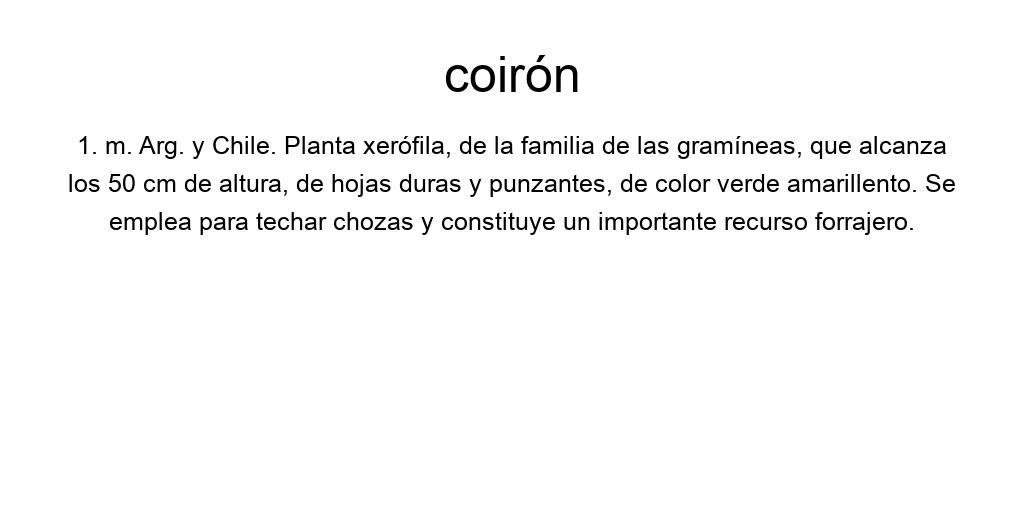 coirón
1. m. Arg. y Chile. Planta xerófila, de la familia de las gramíneas, que alcanza
los 50 cm de altura, de hojas duras y punzantes, de color verde amarillento. Se
emplea para techar chozas y constituye un importante recurso forrajero.